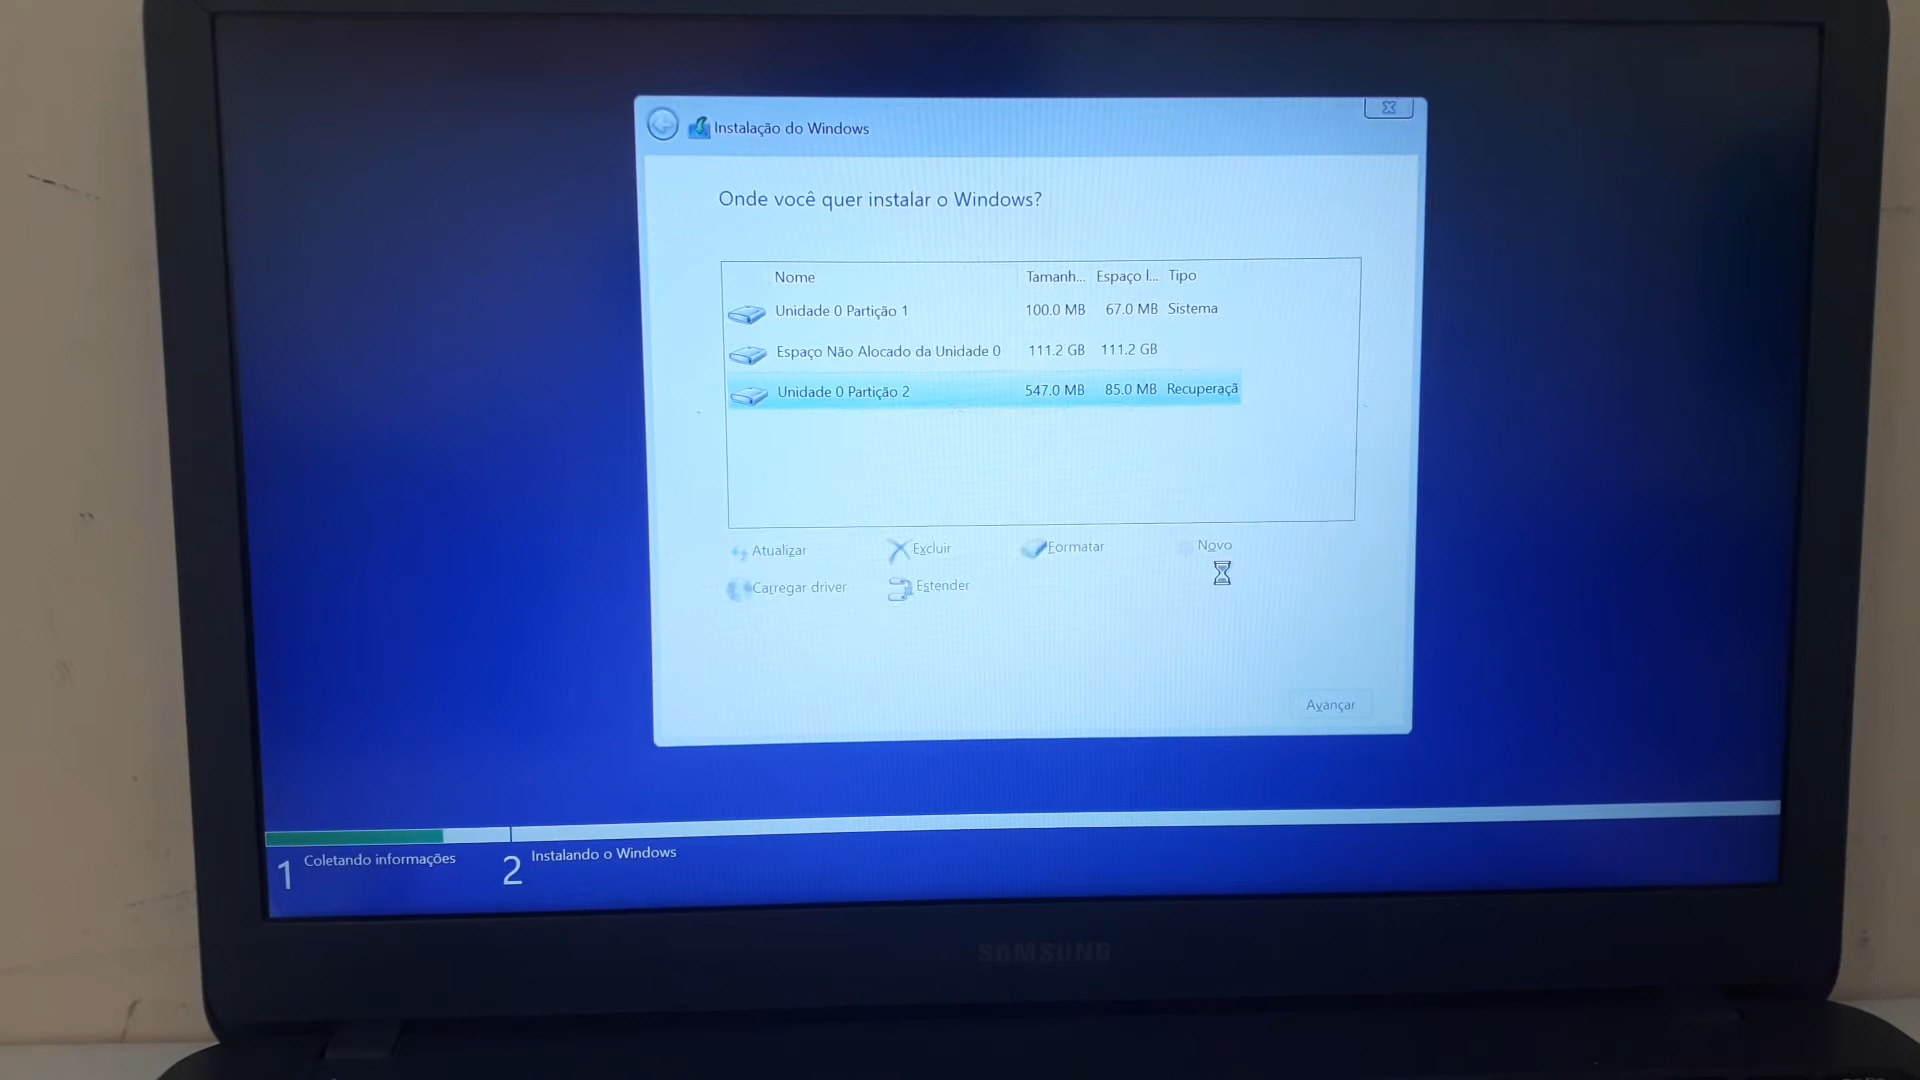 Instalação do Windows
Onde você quer instalar o Windows?
Nome Tamanh... Espaço l... Tipo
Unidade 0 Partição 1 100.0 MB 67.0 MB Sistema
Espaço Não Alocado da Unidade 0 111.2 GB 111.2 GB
Unidade 0 Partição 2 547.0 MB 85.0 MB Recuperaçã
Atualizar Excluir Formatar Novo
Carregar driver Estender
Avançar
1 Coletando informações 2 Instalando o Windows
SAMSUNG